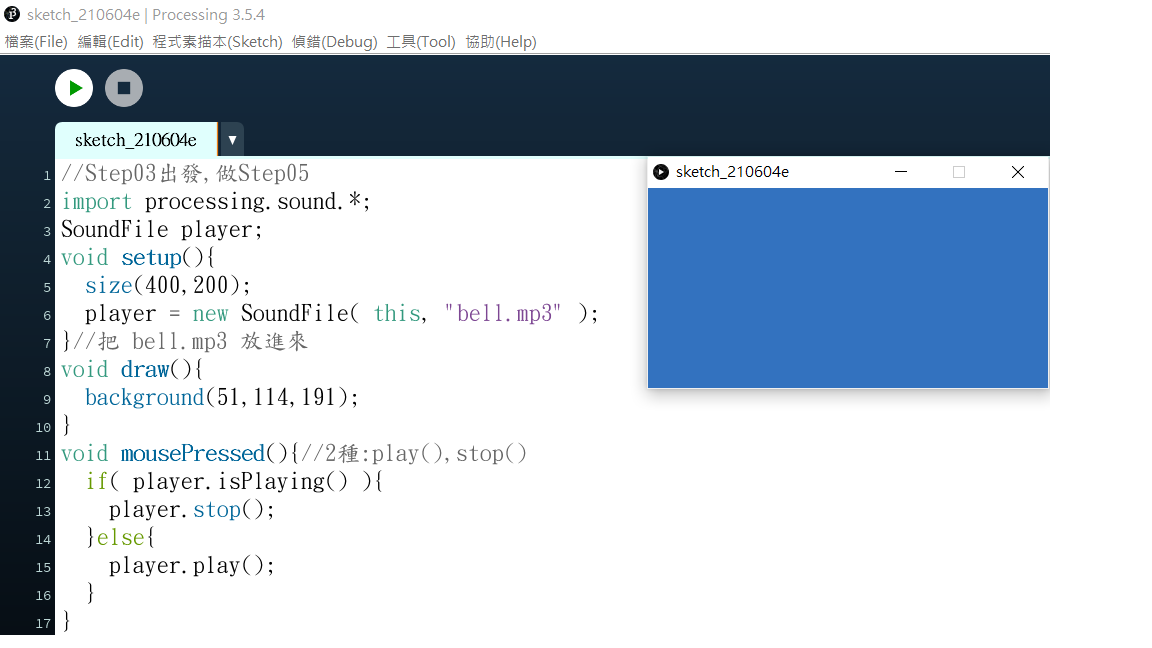 sketch_210604e | Processing 3.5.4
檔案(File) 編輯(Edit) 程式素描本(Sketch) 偵錯(Debug) 工具(Tool) 協助(Help)
sketch_210604e ▼
1 //Step03出發,做Step05
2 import processing.sound.*;
3 SoundFile player;
4 void setup(){
5 size(400,200);
6 player = new SoundFile( this, "bell.mp3" );
7 }//把 bell.mp3 放進來
8 void draw(){
9 background(51,114,191);
10 }
11 void mousePressed(){//2種:play(),stop()
12 if( player.isPlaying() ){
13 player.stop();
14 }else{
15 player.play();
16 }
17 }
sketch_210604e